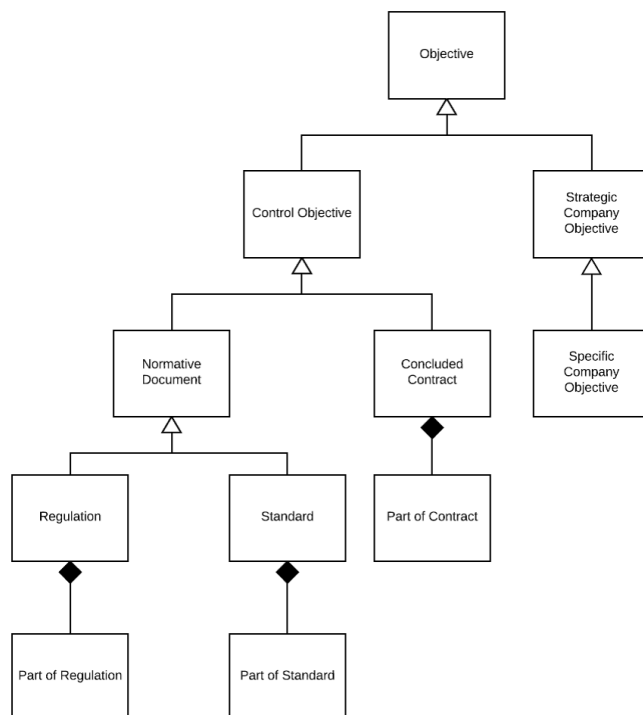 Objective
Control Objective
Strategic
Company
Objective
Normative
Document
Concluded
Contract
Specific
Company
Objective
Regulation
Standard
Part of Contract
Part of Regulation
Part of Standard